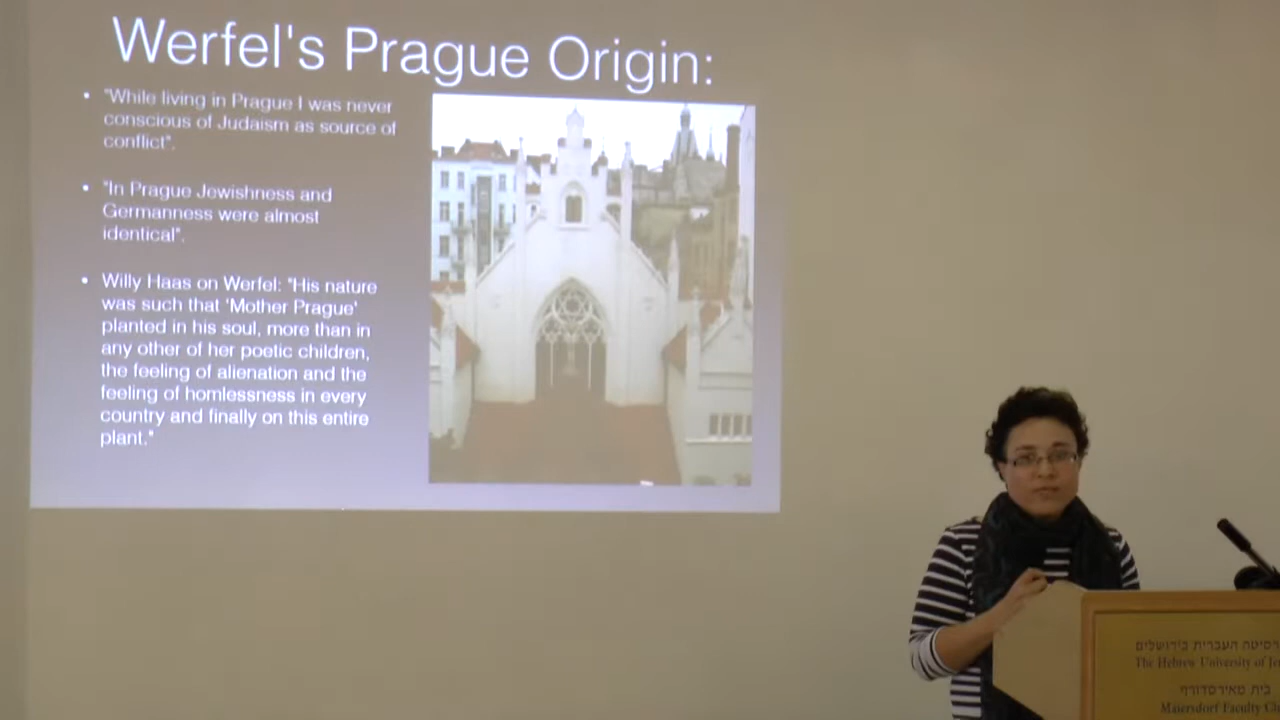 Werfel's Prague Origin:
• "While living in Prague I was never
conscious of Judaism as source of
conflict".
• "In Prague Jewishness and
Germanness were almost
identical".
• Willy Haas on Werfel: "His nature
was such that 'Mother Prague'
planted in his soul, more than in
any other of her poetic children,
the feeling of alienation and the
feeling of homlessness in every
country and finally on this entire
plant."
העברית בירושלים
The Hebrew University of
בית מאירסדורף
Maiersdorf Faculty